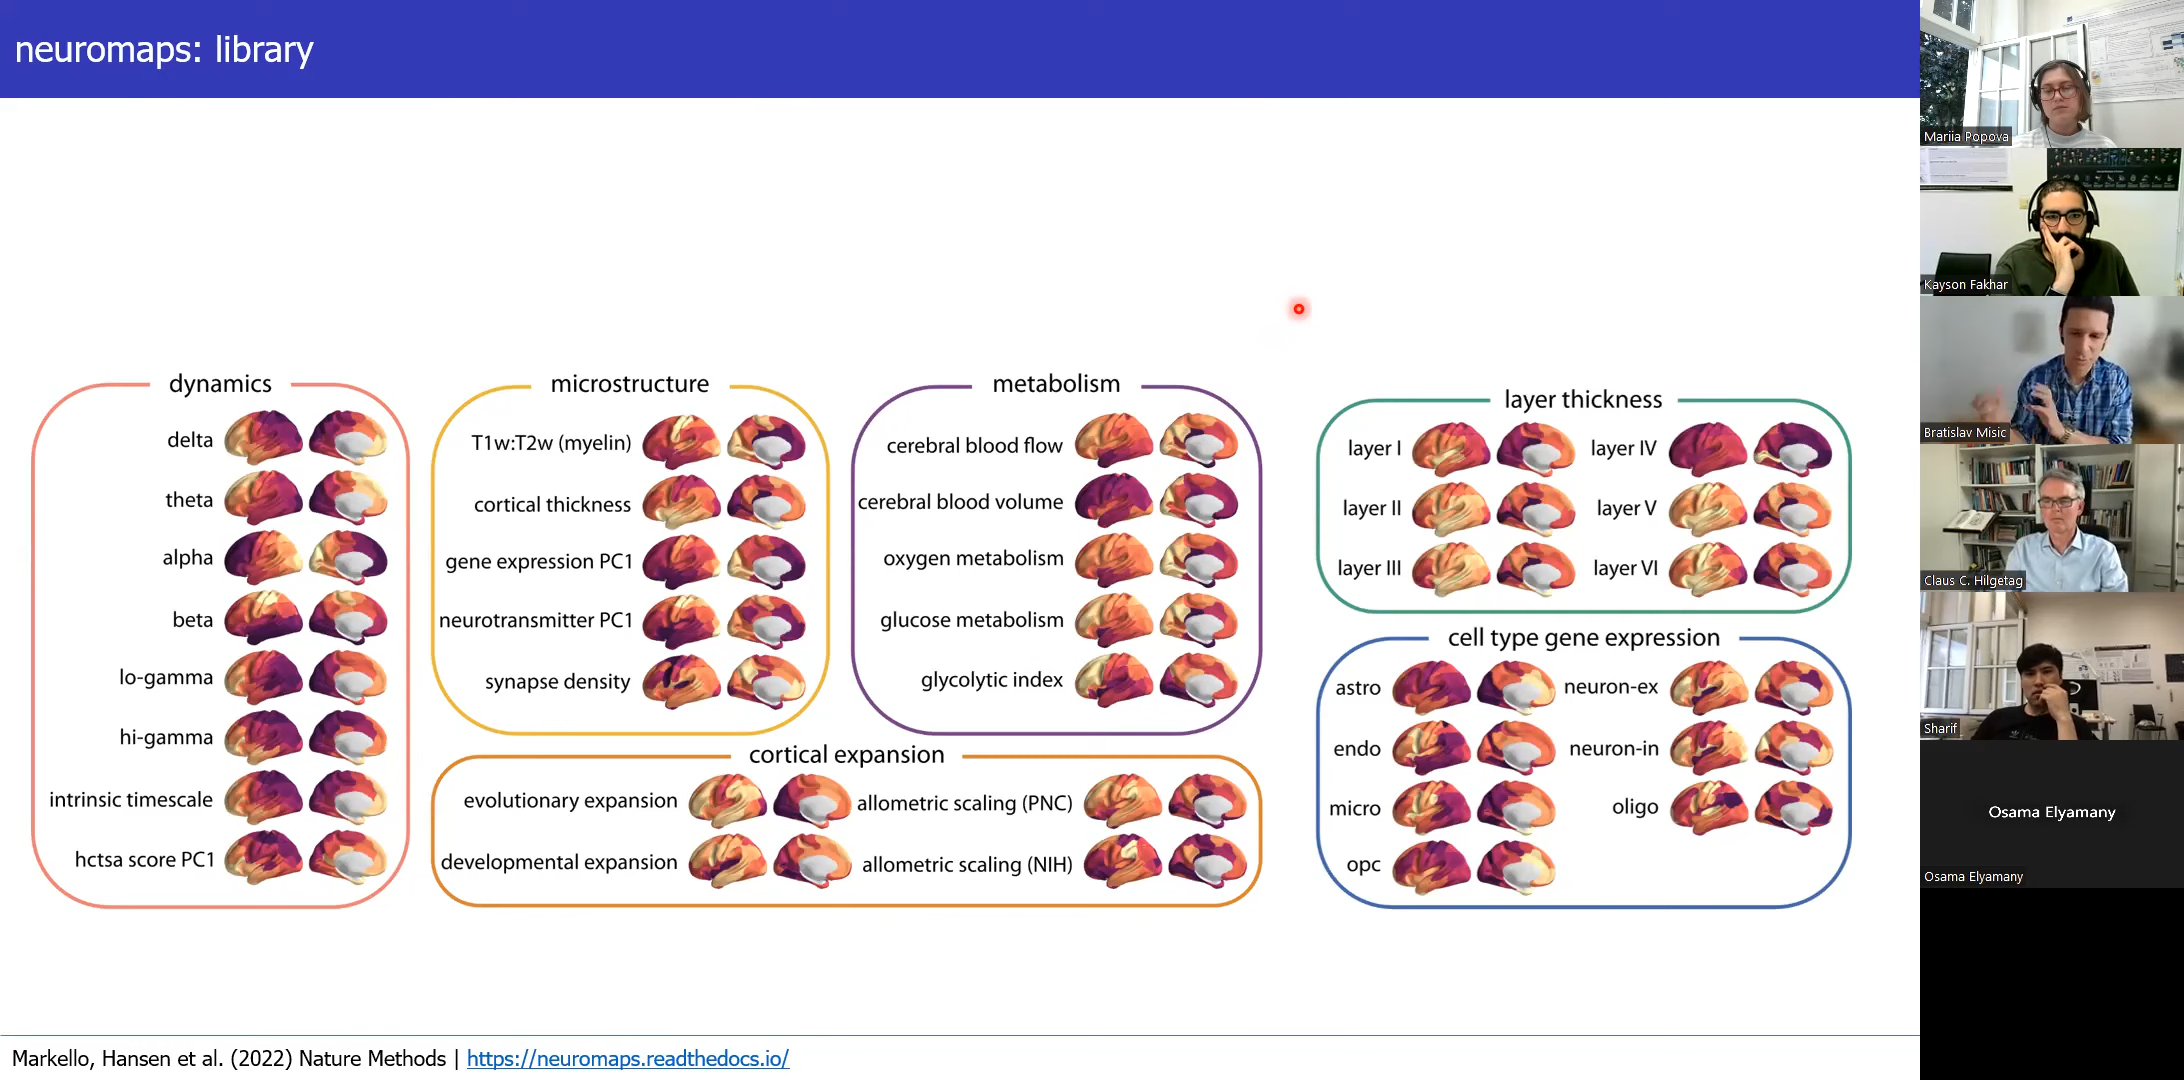 neuromaps: library
dynamics
delta
theta
alpha
beta
lo-gamma
hi-gamma
intrinsic timescale
hctsa score PC1
microstructure
T1w:T2w (myelin)
cortical thickness
gene expression PC1
neurotransmitter PC1
synapse density
metabolism
cerebral blood flow
cerebral blood volume
oxygen metabolism
glucose metabolism
glycolytic index
cortical expansion
evolutionary expansion
allometric scaling (PNC)
developmental expansion
allometric scaling (NIH)
layer thickness
layer I
layer IV
layer II
layer V
layer III
layer VI
cell type gene expression
astro
neuron-ex
endo
neuron-in
micro
oligo
opc
Markello, Hansen et al. (2022) Nature Methods | https://neuromaps.readthedocs.io/
Mariia Popova
Kayson Fakhar
Bratislav Misic
Claus C. Hilgetag
Sharif
Osama Elyamany
Osama Elyamany